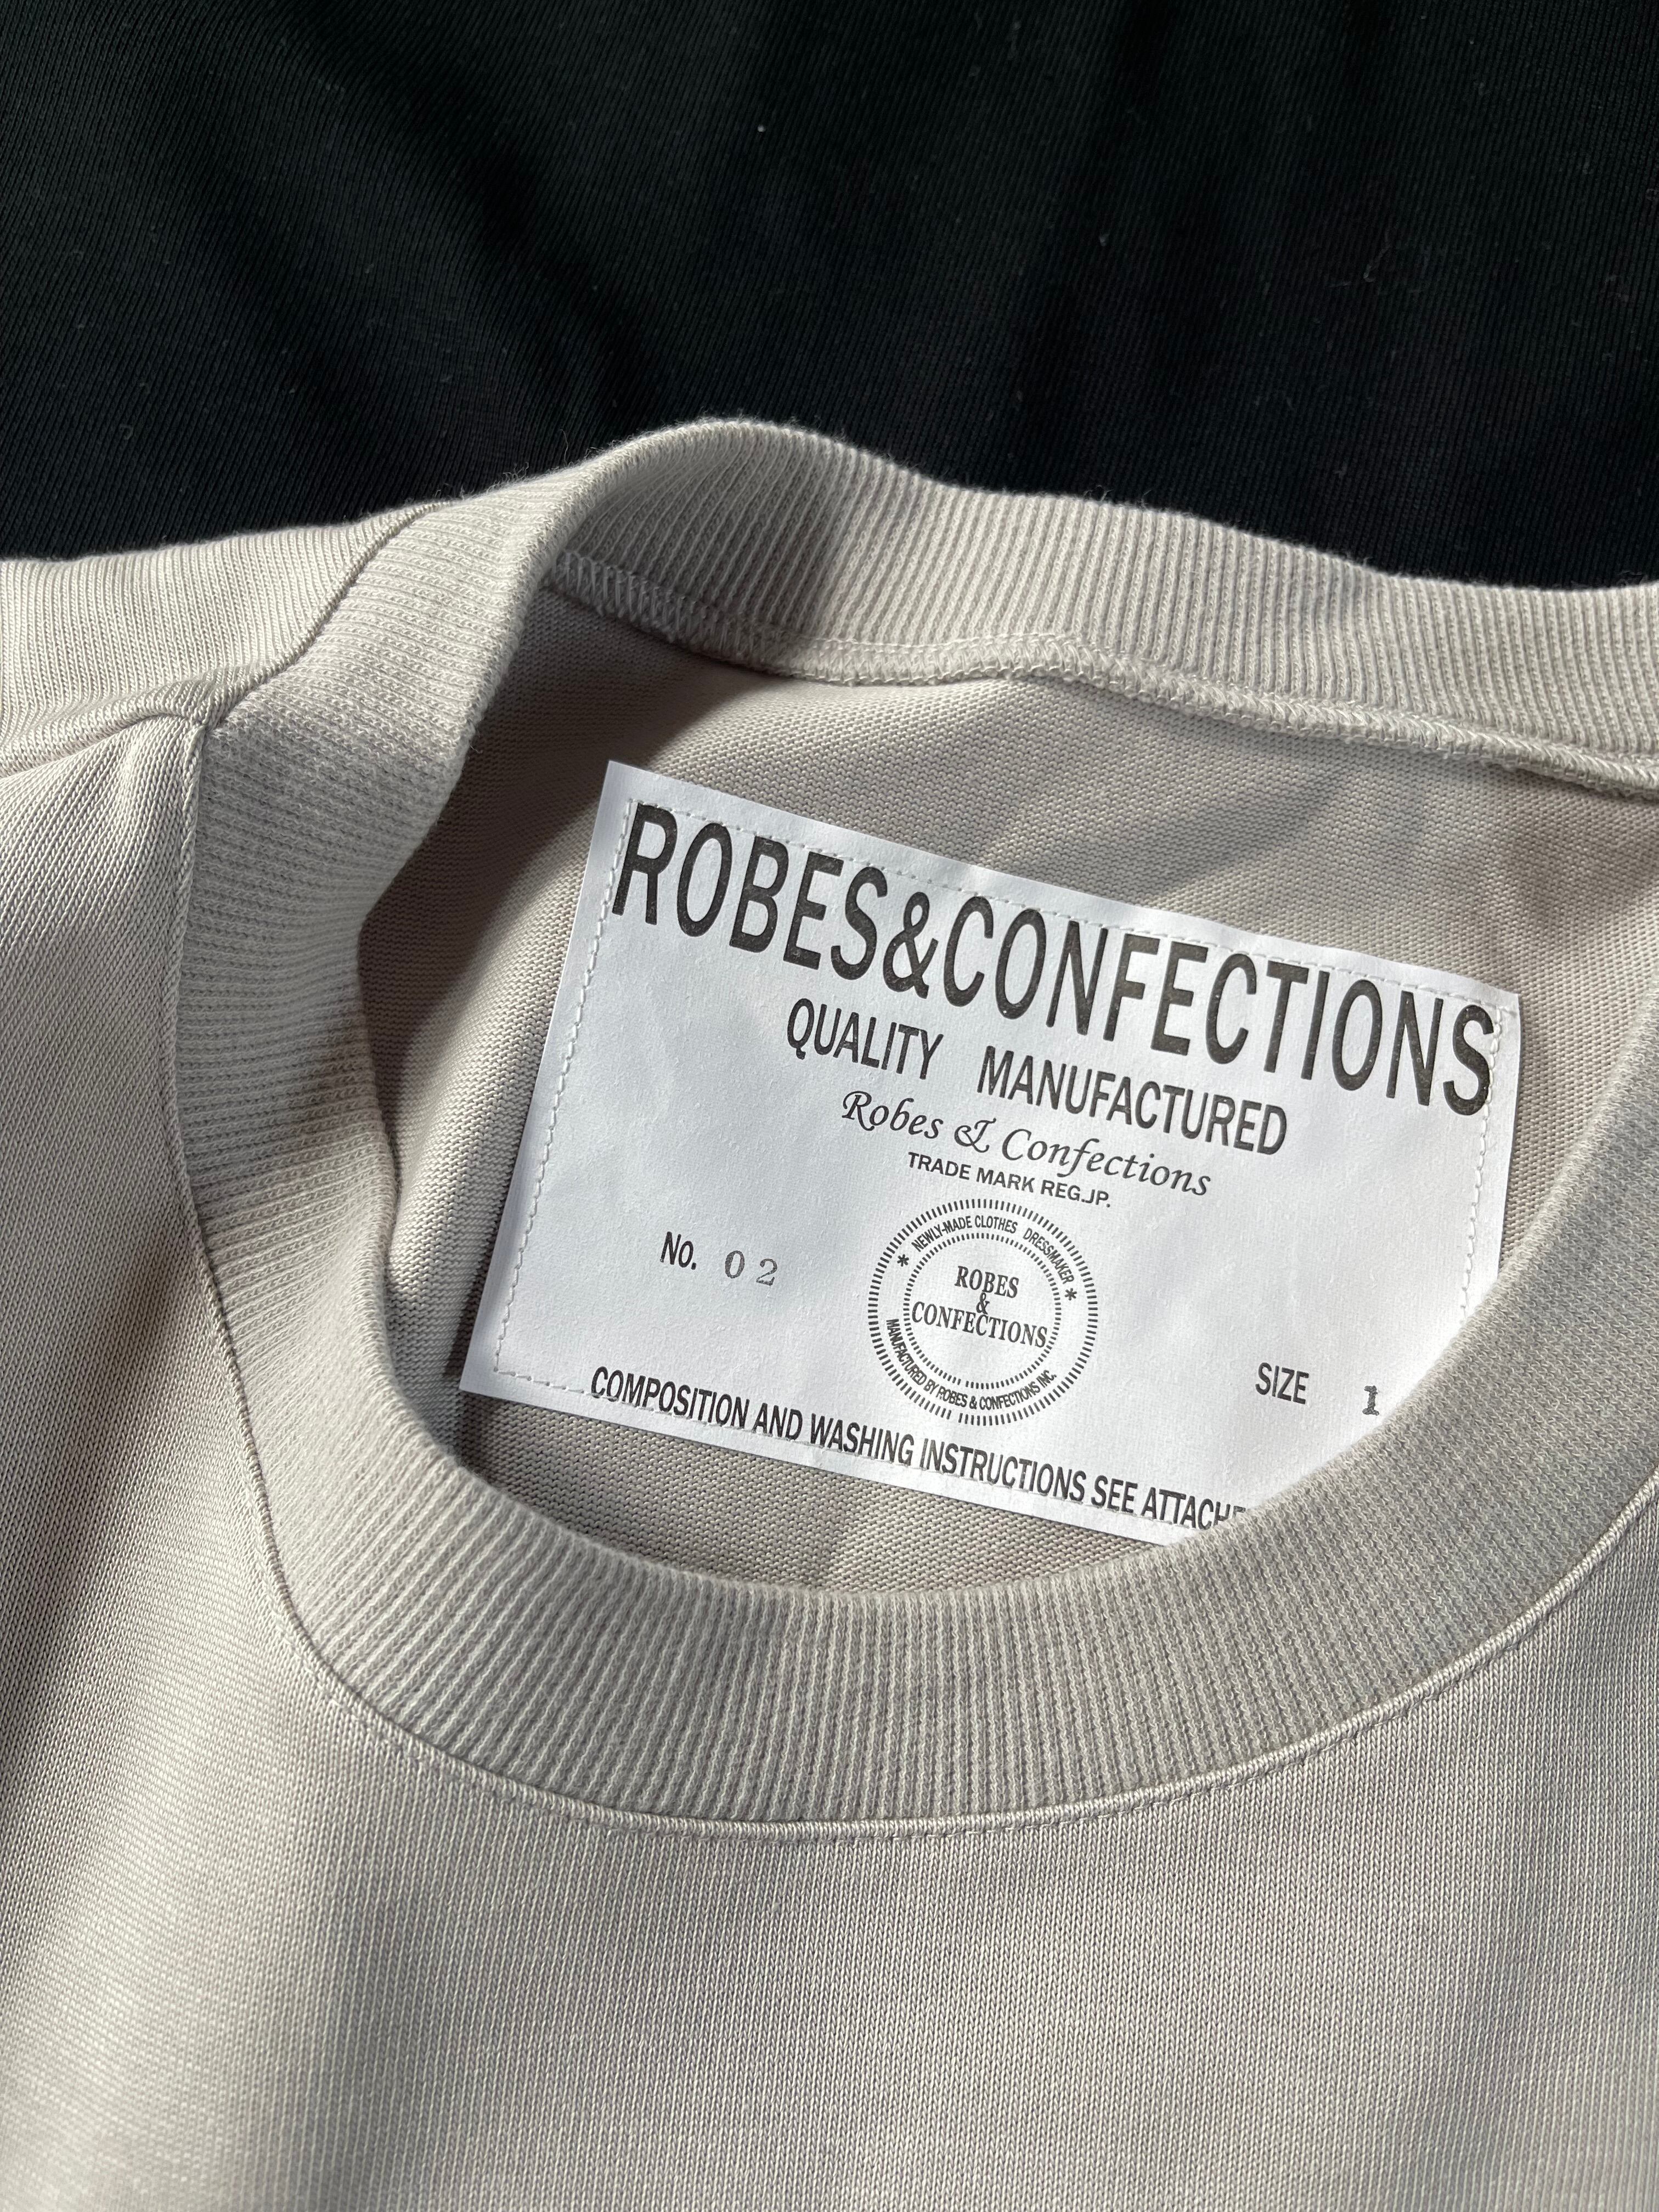 ROBES&CONFECTIONS
QUALITY MANUFACTURED
Robes & Confections
TRADE MARK REG.JP.
No. 02
* NEWLY-MADE CLOTHES DRESSMAKER *
ROBES
&
CONFECTIONS
MANUFACTURED BY ROBES & CONFECTIONS INC.
SIZE 1
COMPOSITION AND WASHING INSTRUCTIONS SEE ATTACHE